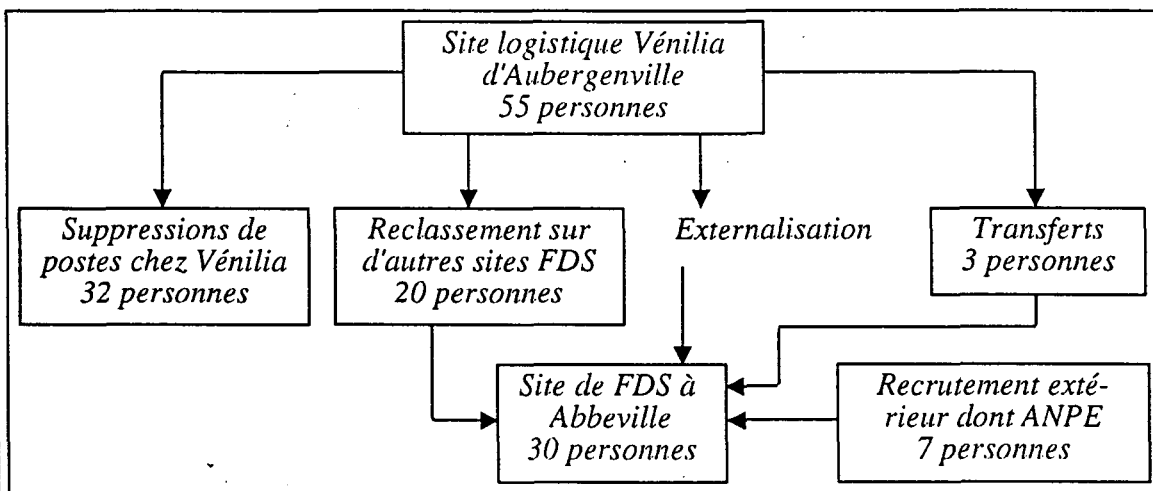 Site logistique Vénilia
d'Aubergenville
55 personnes
Suppressions de
postes chez Vénilia
32 personnes
Reclassement sur
d'autres sites FDS
20 personnes
Externalisation
Transferts
3 personnes
Site de FDS à
Abbeville
30 personnes
Recrutement exté-
rieur dont ANPE
7 personnes